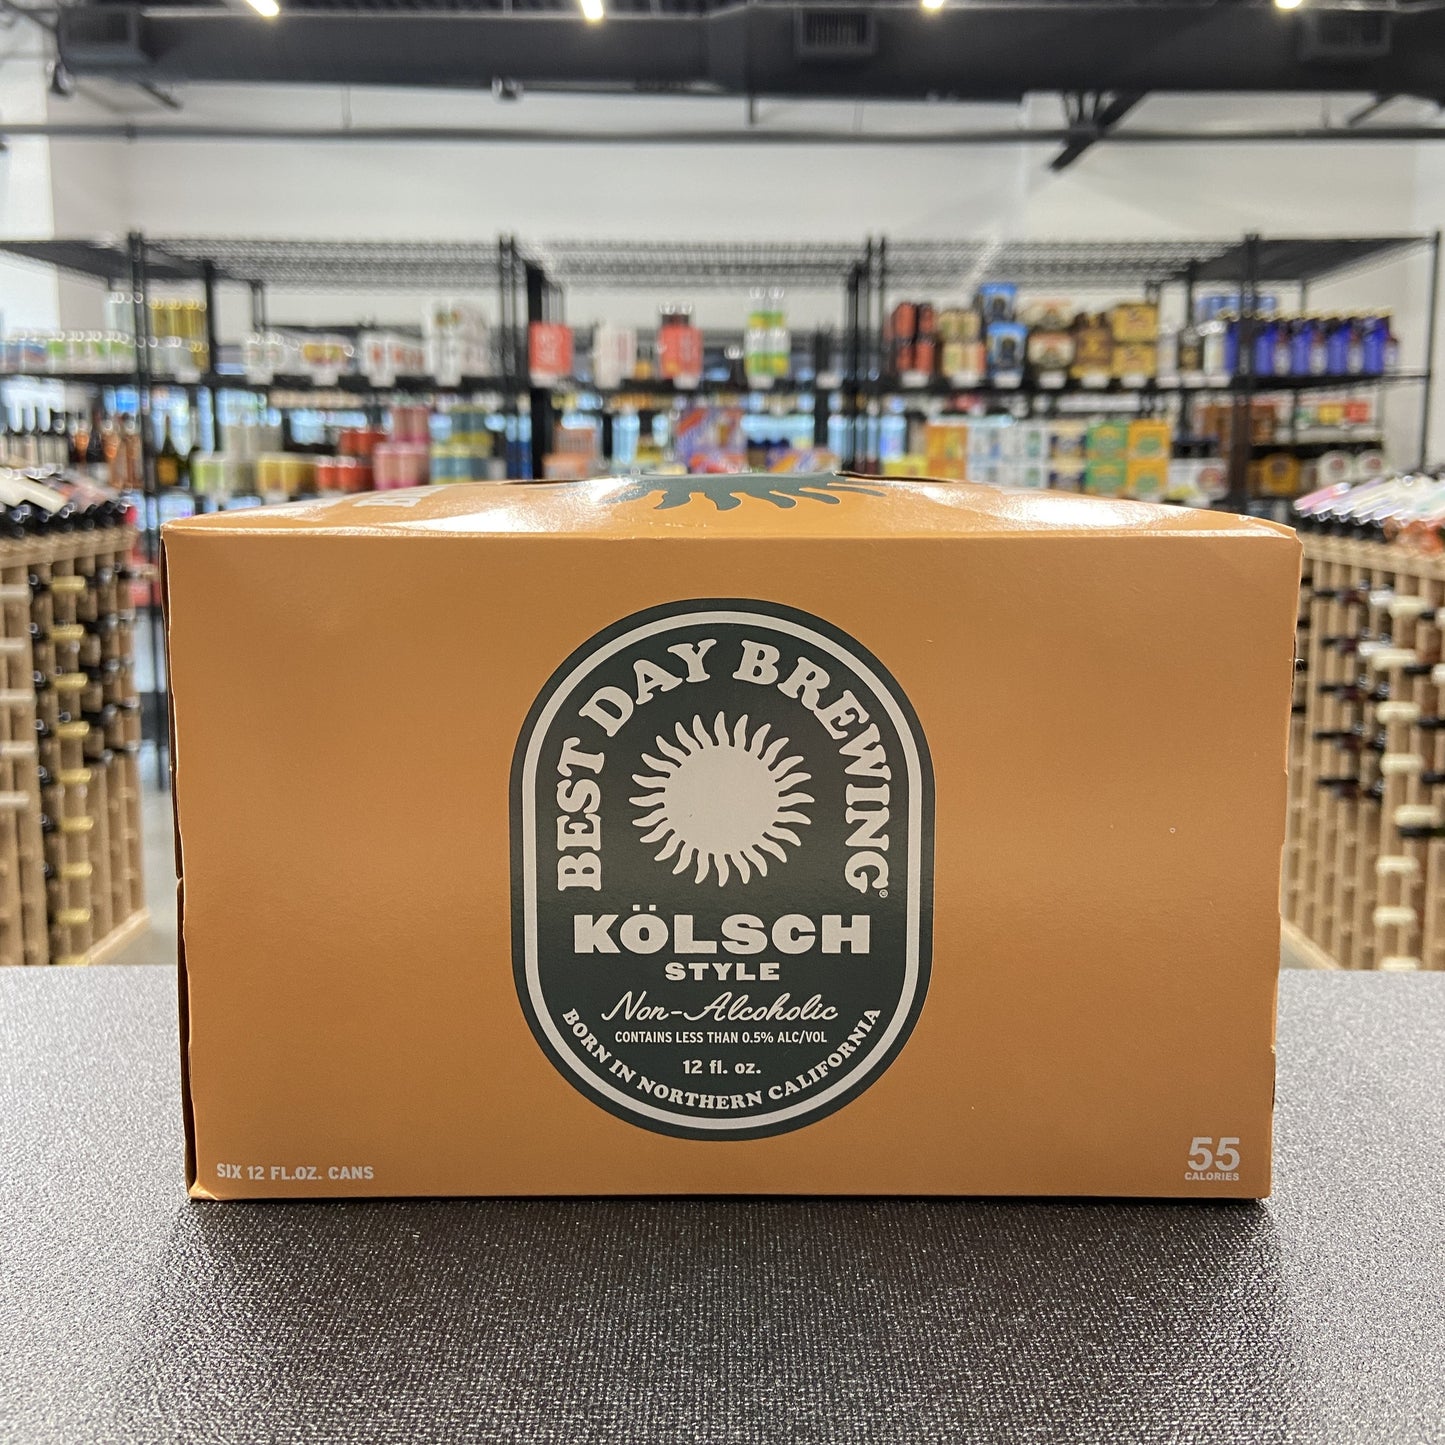 BEST DAY BREWING®
KÖLSCH
STYLE
Non-Alcoholic
CONTAINS LESS THAN 0.5% ALC/VOL
12 fl. oz.
BORN IN NORTHERN CALIFORNIA
SIX 12 FL.OZ. CANS
55
CALORIES